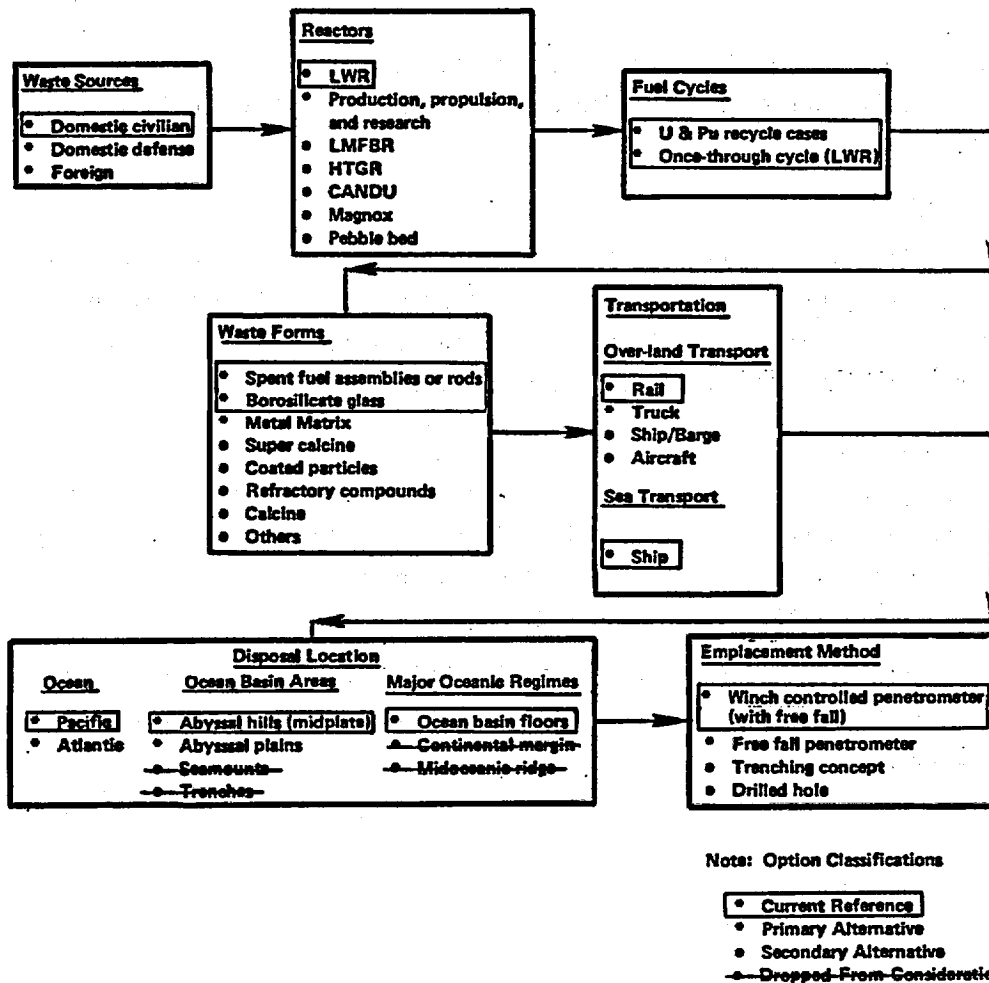 Reactors
• LWR
• Production, propulsion,
and research
• LMFBR
• HTGR
• CANDU
• Magnox
• Pebble bed
Waste Sources
• Domestic civilian
• Domestic defense
• Foreign
Fuel Cycles
• U & Pu recycle cases
• Once-through cycle (LWR)
Waste Forms
• Spent fuel assemblies or rods
• Borosilicate glass
• Metal Matrix
• Super calcine
• Coated particles
• Refractory compounds
• Calcine
• Others
Transportation
Over-land Transport
• Rail
• Truck
• Ship/Barge
• Aircraft
Sea Transport
• Ship
Disposal Location
Ocean
• Pacific
• Atlantic
Ocean Basin Areas
• Abyssal hills (midplate)
• Abysssal plains
• Seamounts
• Trenches
Major Oceanic Regimes
• Ocean basin floors
• Continental margin
• Midoceanic ridge
Emplacement Method
• Winch controlled penetrometer
(with free fall)
• Free fall penetrometer
• Trenching concept
• Drilled hole
Note: Option Classifications
• Current Reference
• Primary Alternative
• Secondary Alternative
• Dropped From Consideratio